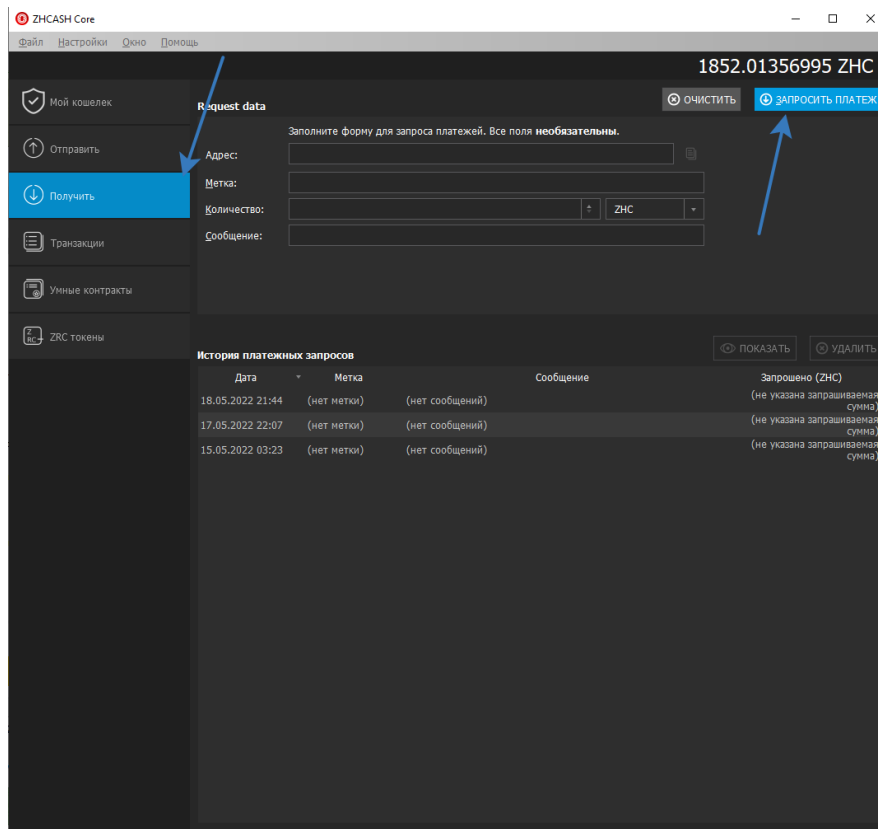 ZHCASH Core
Файл Настройки Окно Помощь
1852.01356995 ZHC
Мой кошелек
Отправить
Получить
Транзакции
Умные контракты
Z RC ZRC токены
Request data
ОЧИСТИТЬ ЗАПРОСИТЬ ПЛАТЕЖ
Заполните форму для запроса платежей. Все поля необязательны.
Адрес:
Метка:
Количество: ZHC
Сообщение:
ПОКАЗАТЬ УДАЛИТЬ
История платежных запросов
Дата Метка Сообщение Запрошено (ZHC)
18.05.2022 21:44 (нет метки) (нет сообщений) (не указана запрашиваемая
сумма)
17.05.2022 22:07 (нет метки) (нет сообщений) (не указана запрашиваемая
сумма)
15.05.2022 03:23 (нет метки) (нет сообщений) (не указана запрашиваемая
сумма)